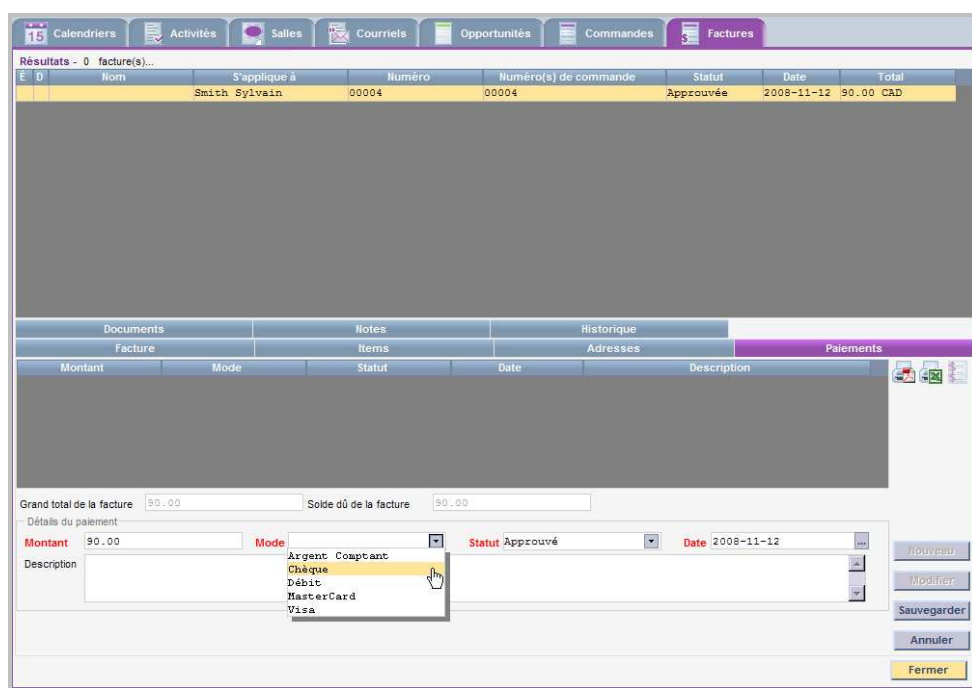 15 Calendriers Activités Salles Courriels Opportunités Commandes Factures
Résultats - 0 facture(s)...
É D Nom S'applique à Numéro Numéro(s) de commande Statut Date Total
Smith Sylvain 00004 00004 Approuvée 2008-11-12 90.00 CAD
Documents Notes Historique
Facture Items Adresses Paiements
Montant Mode Statut Date Description
Grand total de la facture 90.00 Solde dû de la facture 90.00
Détails du paiement
Montant 90.00 Mode Statut Approuvé Date 2008-11-12 ...
Description
Argent Comptant
Chèque
Débit
MasterCard
Visa
Nouveau
Modifier
Sauvegarder
Annuler
Fermer